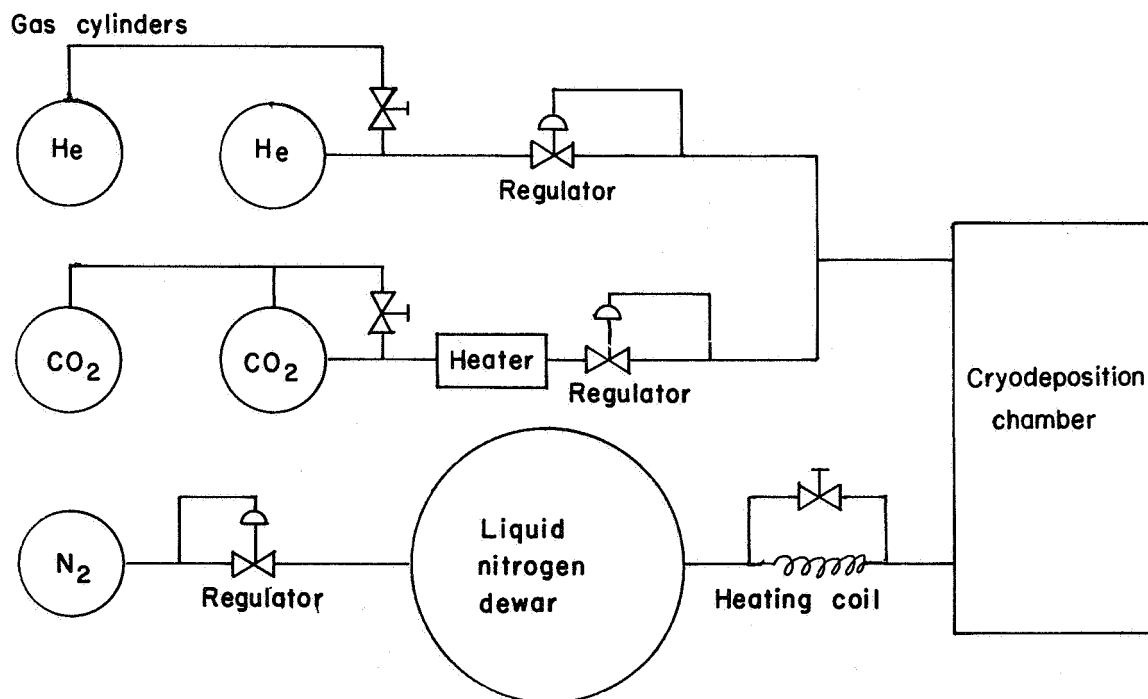 Gas cylinders
He
He
Regulator
CO2
CO2
Heater
Regulator
Cryodeposition
chamber
N2
Regulator
Liquid
nitrogen
dewar
Heating coil